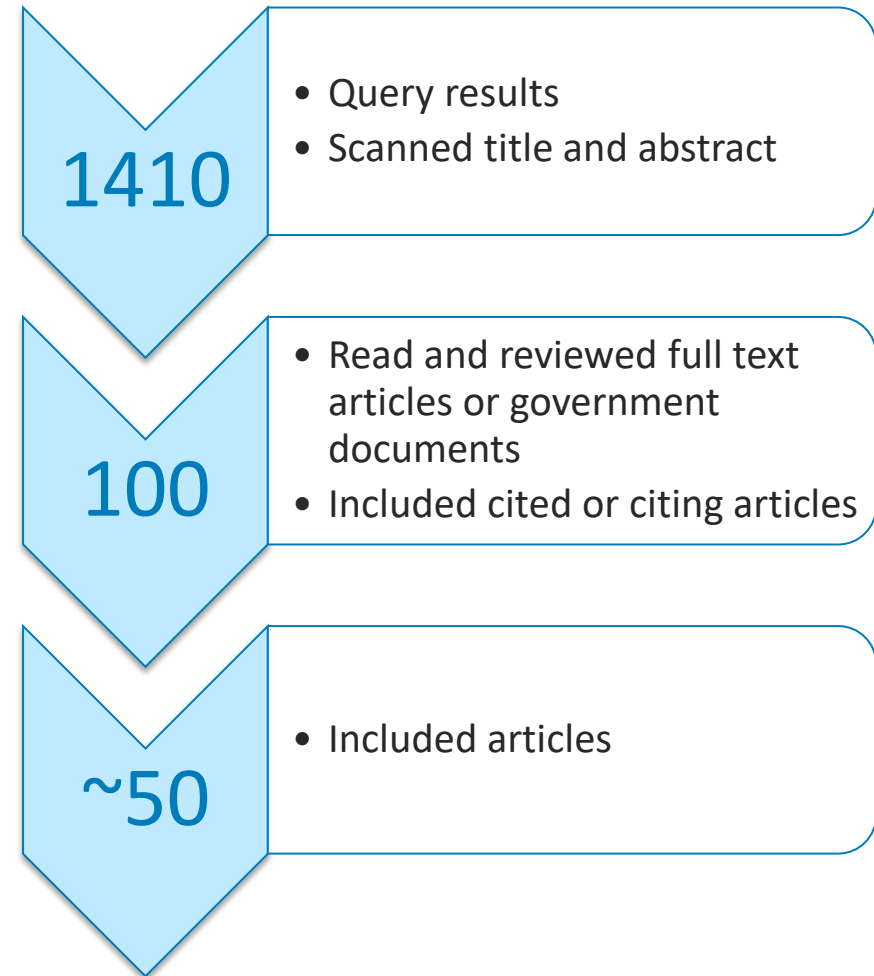 1410
• Query results
• Scanned title and abstract
100
• Read and reviewed full text
articles or government
documents
• Included cited or citing articles
~50
• Included articles